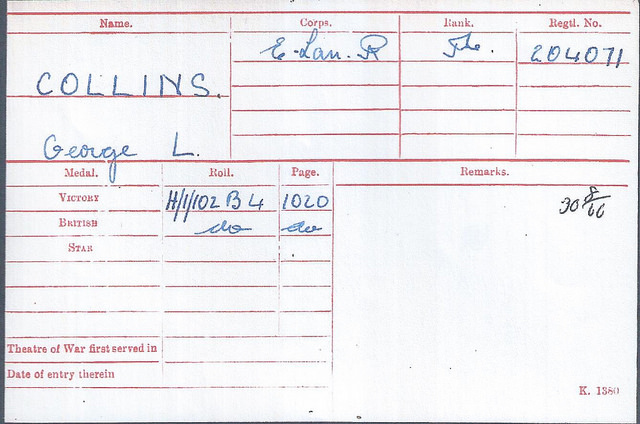 Name. Corps. Rank. Regtl. No.
E. Lan. R Pte. 204071
COLLINS.
George L.
Medal. Roll. Page. Remarks.
VICTORY H/1/102 B 4 1020
BRITISH do do
STAR
30 8/66
Theatre of War first served in
Date of entry therein
K. 1380